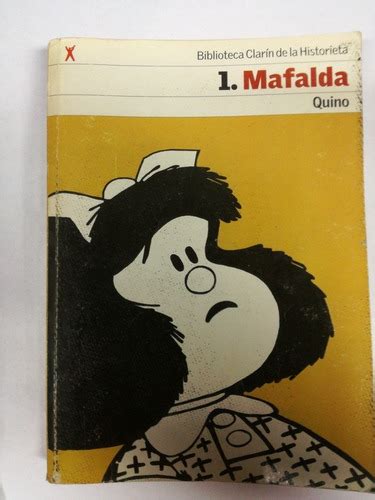 Biblioteca Clarín de la Historieta
1. Mafalda
Quino